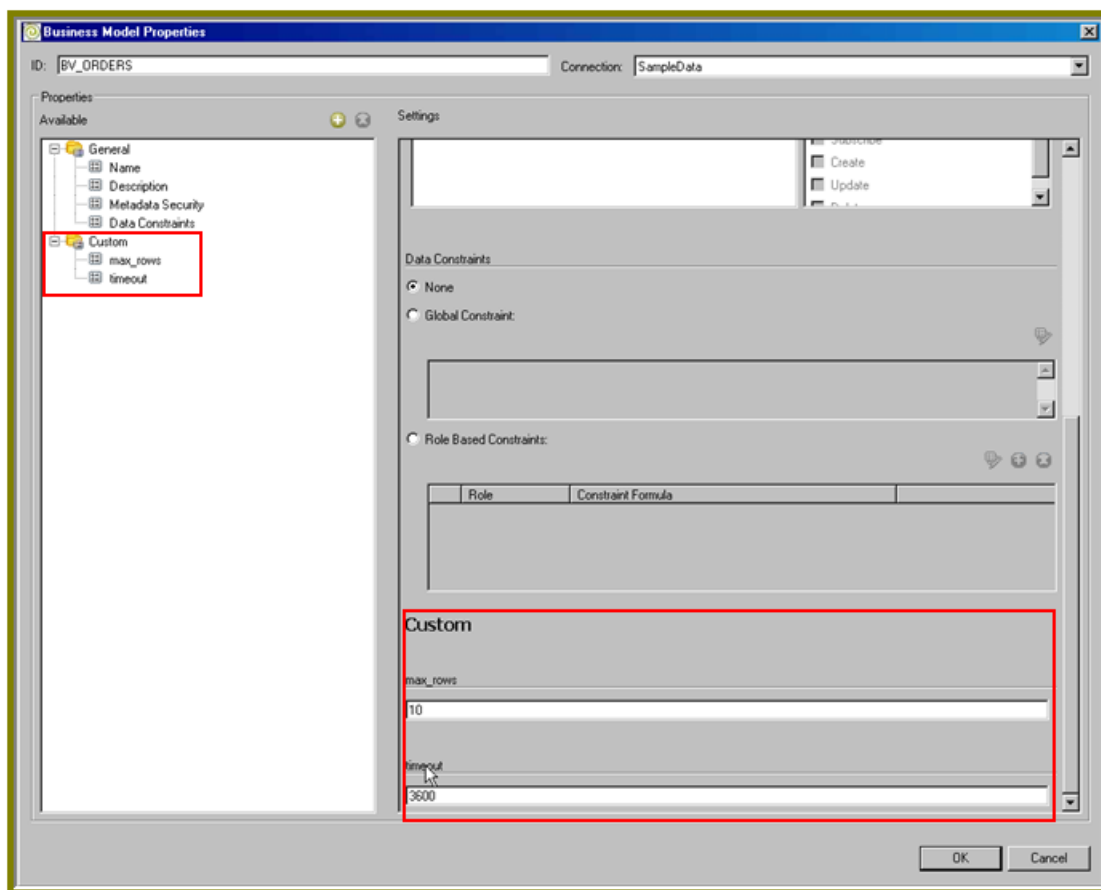 Business Model Properties
ID: BV_ORDERS Connection: SampleData
Properties
Available
Settings
General
Name
Description
Metadata Security
Data Constraints
Custom
max_rows
timeout
Create
Update
Data Constraints
None
Global Constraint:
Role Based Constraints:
Role Constraint Formula
Custom
max_rows
10
timeout
3600
OK Cancel